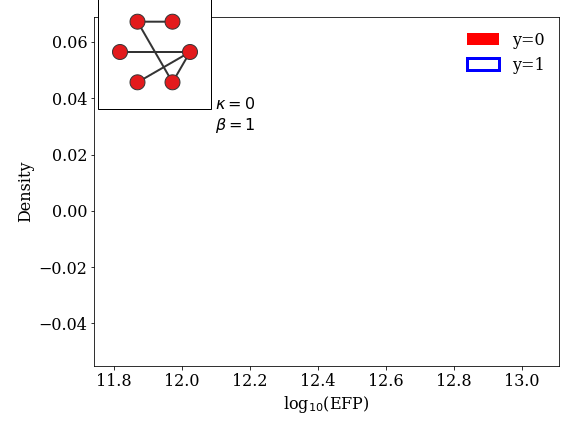 y=0
y=1
κ = 0
β = 1
Density
0.06
0.04
0.02
0.00
−0.02
−0.04
11.8 12.0 12.2 12.4 12.6 12.8 13.0
log₁₀(EFP)